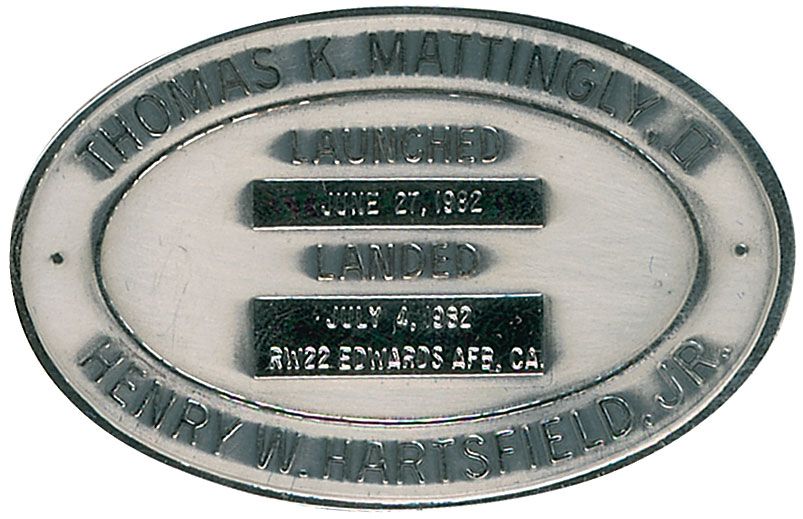 THOMAS K. MATTINGLY, II
LAUNCHED
JUNE 27, 1982
LANDED
JULY 4, 1982
RW22 EDWARDS AFB, CA.
HENRY W. HARTSFIELD, JR.